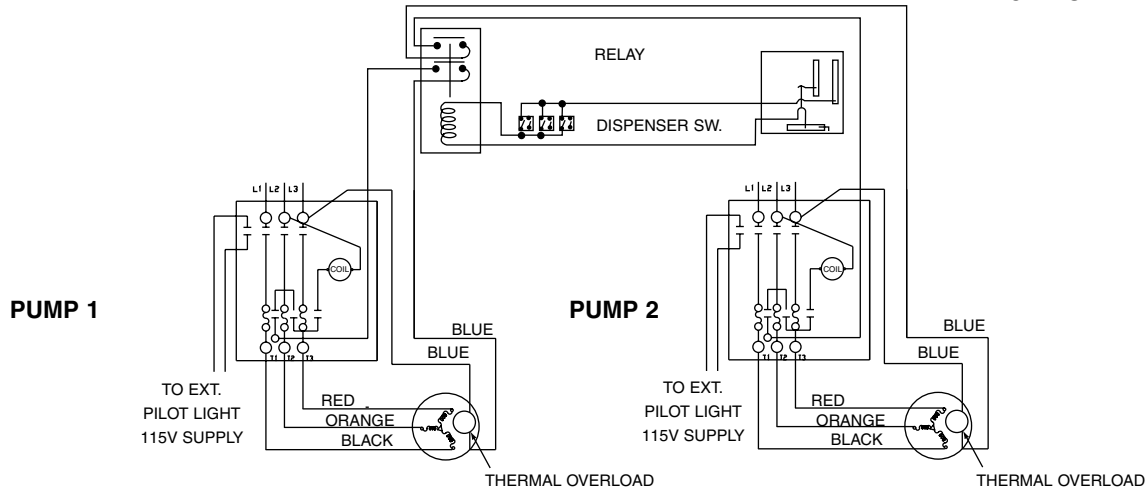 RELAY
DISPENSER SW.
L1 L2 L3
COIL
PUMP 1
T1 T2 T3
BLUE
BLUE
TO EXT.
PILOT LIGHT
115V SUPPLY
RED
ORANGE
BLACK
THERMAL OVERLOAD
L1 L2 L3
COIL
PUMP 2
T1 T2 T3
BLUE
BLUE
TO EXT.
PILOT LIGHT
115V SUPPLY
RED
ORANGE
BLACK
THERMAL OVERLOAD